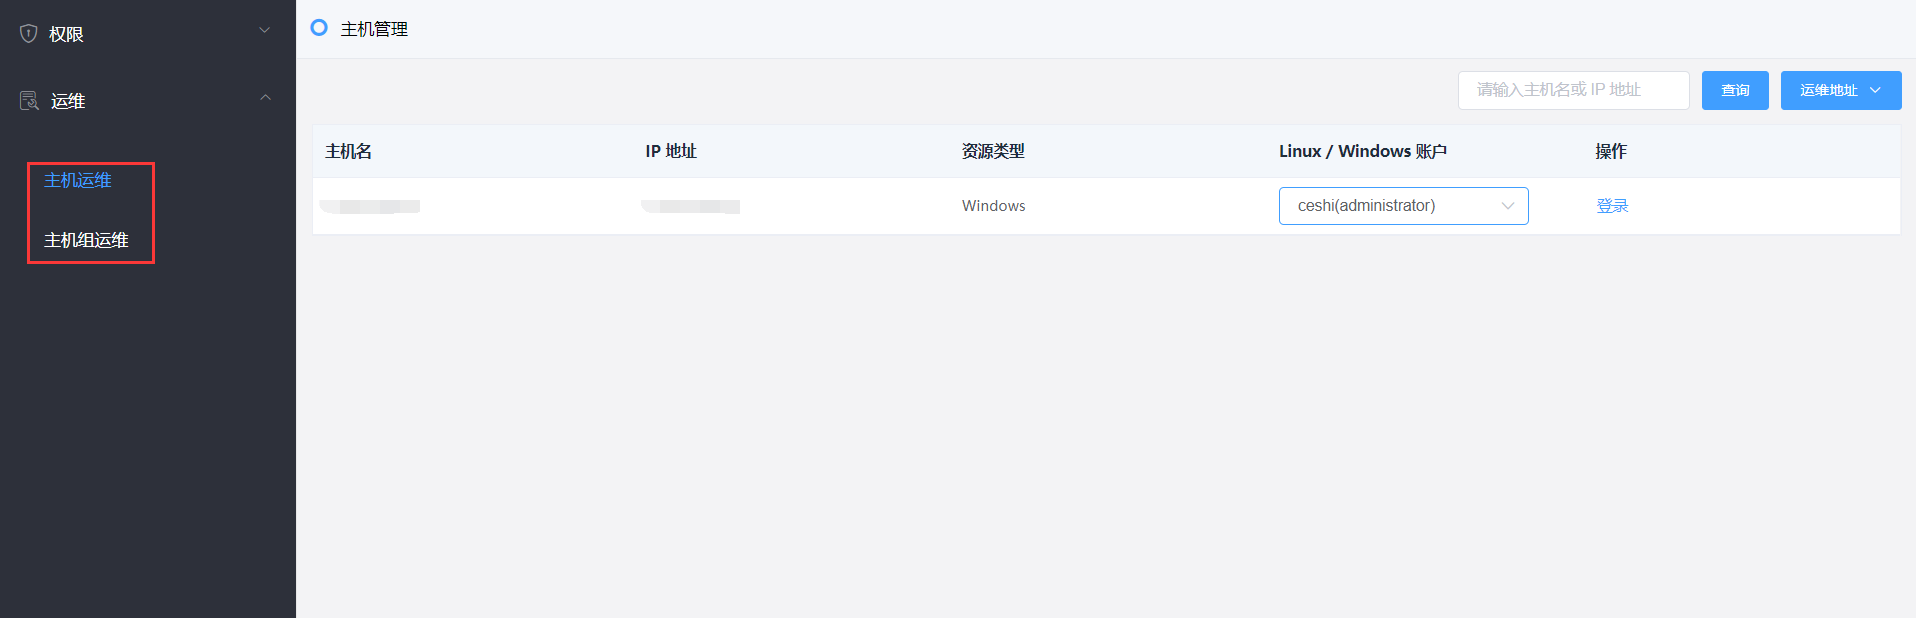 权限
运维
主机运维
主机组运维
主机管理
请输入主机名或 IP 地址
查询
运维地址
主机名 IP 地址 资源类型 Linux / Windows 账户 操作
Windows ceshi(administrator) 登录